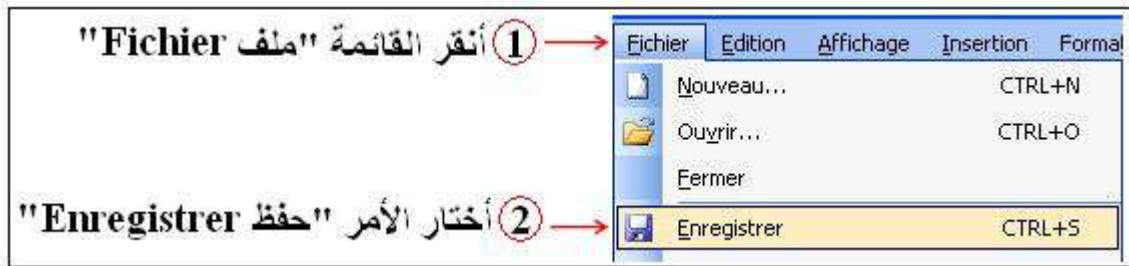 ① أنقر القائمة "ملف Fichier"
Fichier Edition Affichage Insertion Format
Nouveau... CTRL+N
Ouvrir... CTRL+O
Fermer
② أختار الأمر "حفظ Enregistrer"
Enregistrer CTRL+S